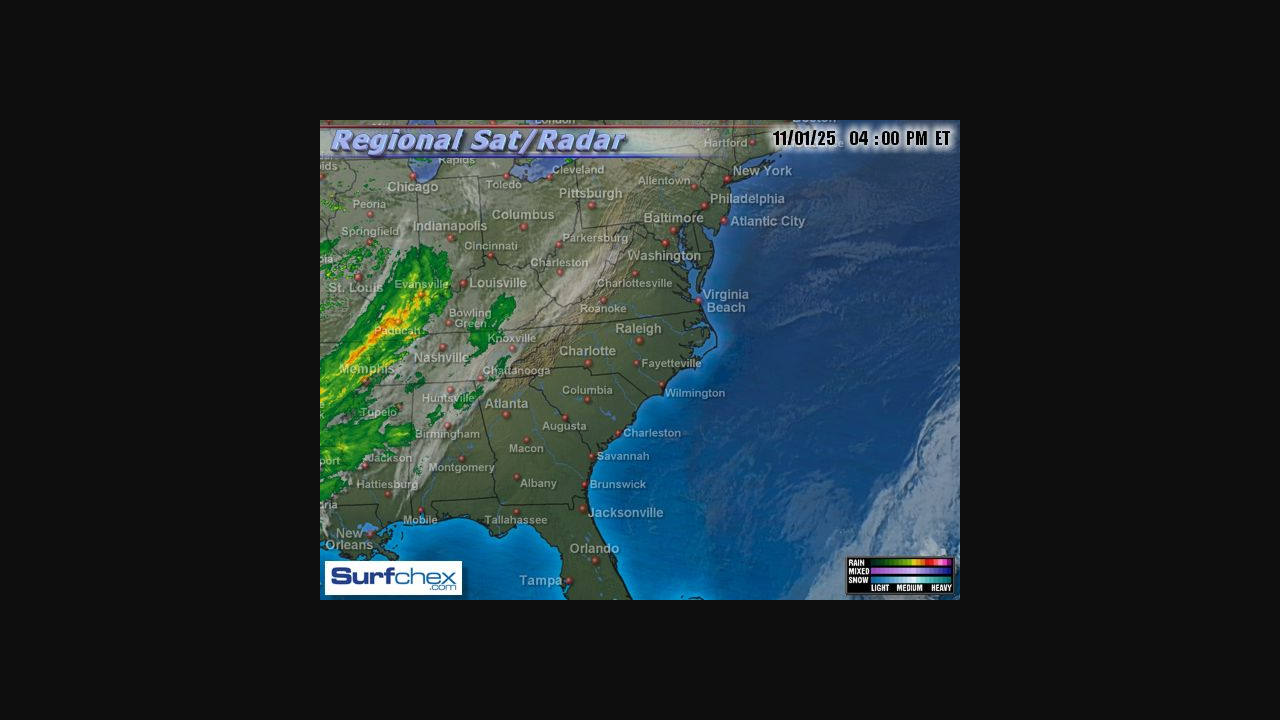 London
Boston
Regional Sat/Radar
11/01/25 04 :00 PM ET
Hartford
Rapids
Cleveland
New York
Chicago
Toledo
Allentown
Pittsburgh
Philadelphia
Peoria
Columbus
Baltimore
Atlantic City
Springfield
Indianapolis
Parkersburg
Cincinnati
Washington
Charleston
St. Louis
Evansville
Louisville
Charlottesville
Virginia
Beach
Bowling
Green
Roanoke
Paducah
Raleigh
Knoxville
Nashville
Charlotte
Fayetteville
Memphis
Chattanooga
Huntsville
Columbia
Wilmington
Tupelo
Atlanta
Birmingham
Augusta
Charleston
Macon
Jackson
Savannah
port
Montgomery
Hattiesburg
Albany
Brunswick
Mobile
Tallahassee
Jacksonville
New
Orleans
Orlando
Tampa
Surfchex
.com
RAIN
MIXED
SNOW
LIGHT MEDIUM HEAVY